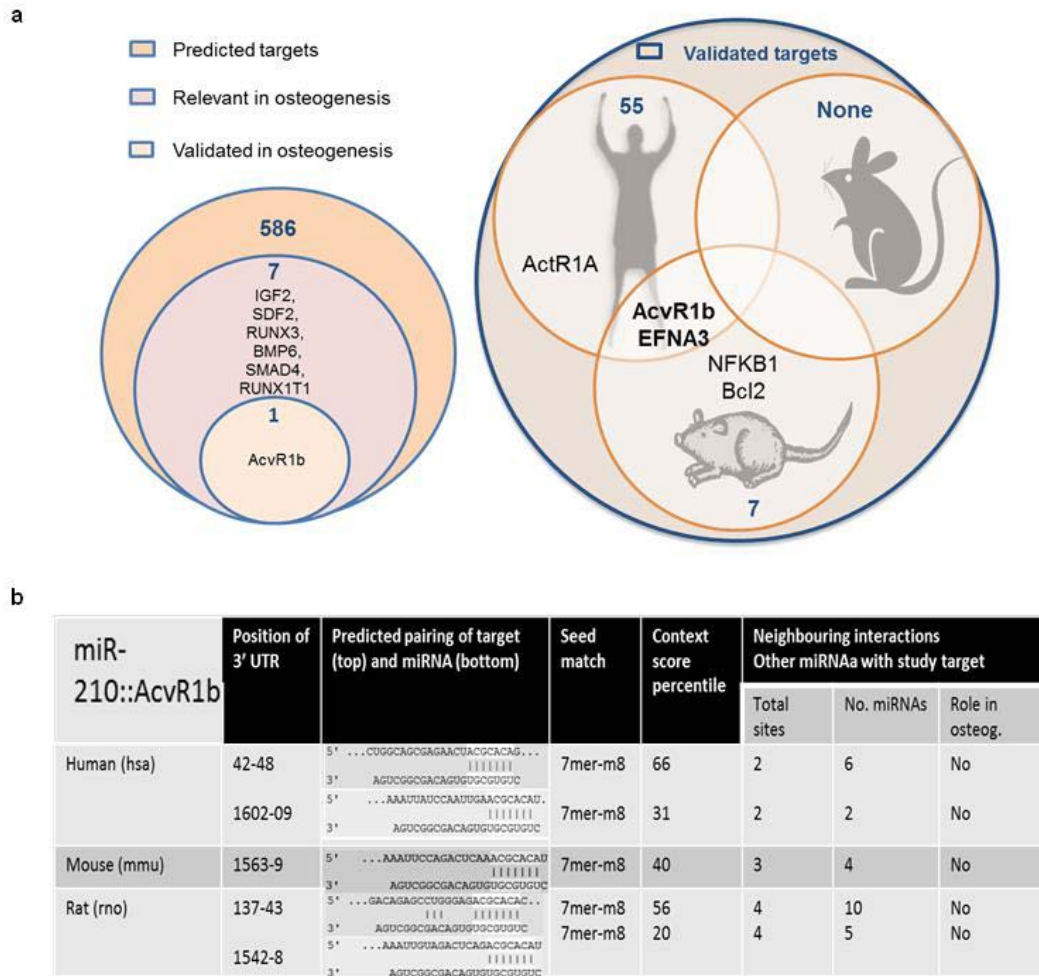 a
Predicted targets
Relevant in osteogenesis
Validated in osteogenesis
586
7
IGF2,
SDF2,
RUNX3,
BMP6,
SMAD4,
RUNX1T1
1
AcvR1b
Validated targets
55
None
ActR1A
AcvR1b
EFNA3
NFKB1
Bcl2
7
b
miR-
210::AcvR1b
Position of
3' UTR
Predicted pairing of target
(top) and miRNA (bottom)
Seed
match
Context
score
percentile
Neighbouring interactions
Other miRNAa with study target
Total
sites
No. miRNAs
Role in
osteog.
Human (hsa) 42-48
5' ...CUGGCAGCGAGAACUACGCACAG...
3' AGUCGGCGACAGUGUGCGUGUC
7mer-m8 66 2 6 No
1602-09
5' ...AAAUUAUCCAAUUGAACGCACAU.
3' AGUCGGCGACAGUGUGCGUGUC
7mer-m8 31 2 2 No
Mouse (mmu) 1563-9
5' ...AAAUUCCAGACUCAAACGCACAU
3' AGUCGGCGACAGUGUGCGUGUC
7mer-m8 40 3 4 No
Rat (rno) 137-43
5' ...GACAGAGCCUGGGAGACGCACAC..
3' AGUCGGCGACAGUGUGCGUGUC
7mer-m8 56 4 10 No
7mer-m8 20 4 5 No
1542-8
5' ...AAAUUGUAGACUCAGACGCACAU
3' AGUCGGCGACAGUGUGCGUGUC